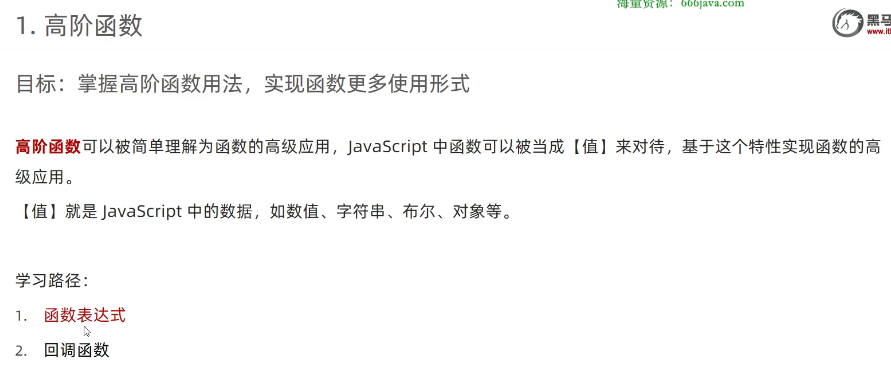 海量资源：666java.com
1. 高阶函数
黑马
www.it
目标：掌握高阶函数用法，实现函数更多使用形式
高阶函数可以被简单理解为函数的高级应用，JavaScript 中函数可以被当成【值】来对待，基于这个特性实现函数的高
级应用。
【值】就是 JavaScript 中的数据，如数值、字符串、布尔、对象等。
学习路径：
1. 函数表达式
2. 回调函数